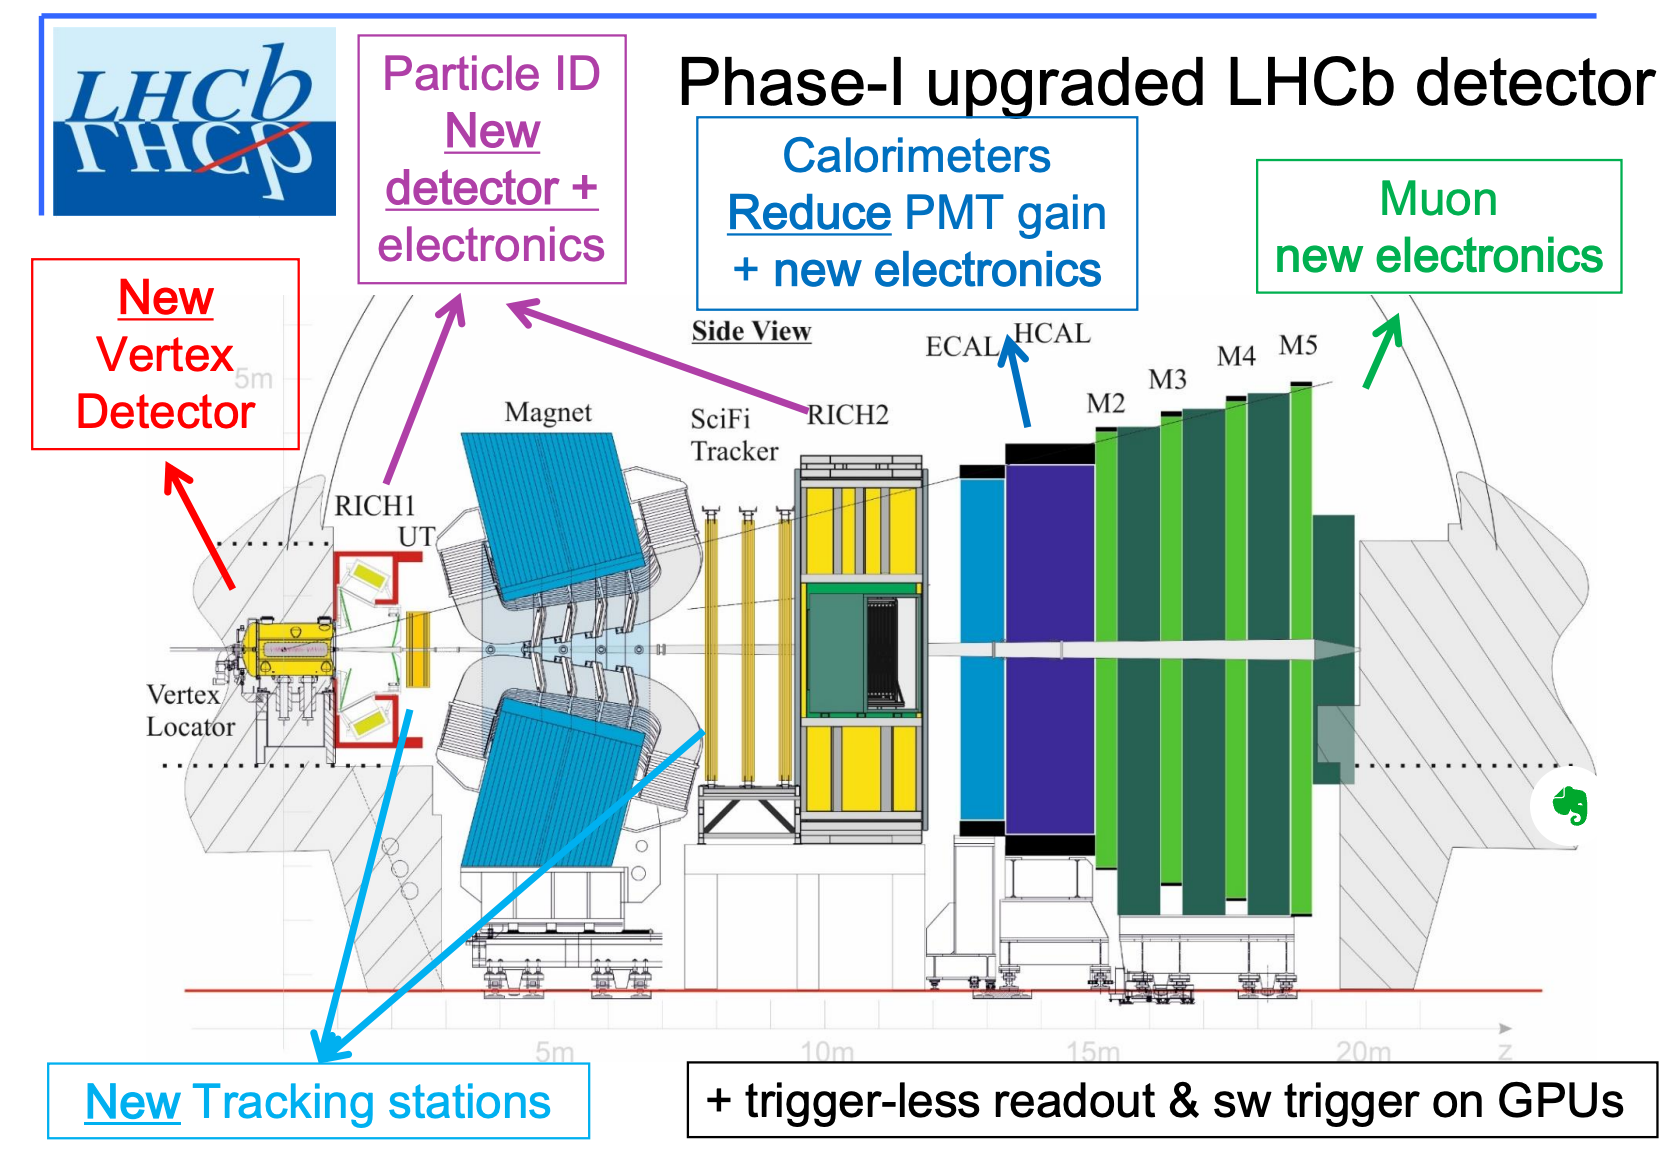 LHCb
LHCb
Particle ID
New
detector +
electronics
Phase-I upgraded LHCb detector
Calorimeters
Reduce PMT gain
+ new electronics
Muon
new electronics
New
Vertex
Detector
5m
Side View
ECAL
HCAL
M2
M3
M4
M5
Magnet
SciFi
Tracker
RICH2
RICH1
UT
Vertex
Locator
5m
10m
15m
20m
z
New Tracking stations
+ trigger-less readout & sw trigger on GPUs